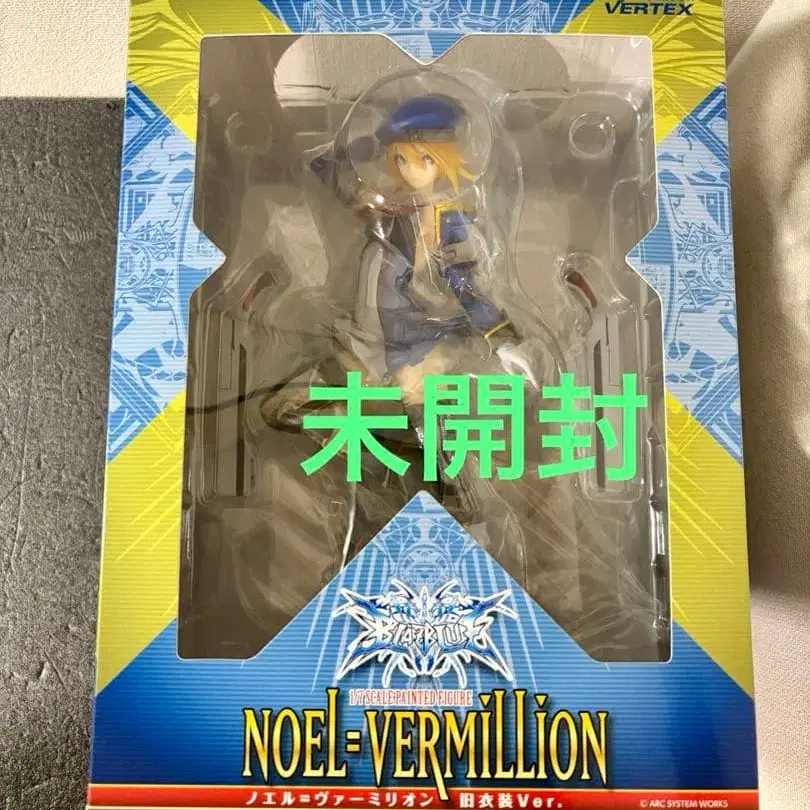 VERTEX
未開封
BLAZBLUE
1/7 SCALE PAINTED FIGURE
NOEL=VERMILLION
ノエル=ヴァーミリオン 旧衣装Ver.
© ARC SYSTEM WORKS